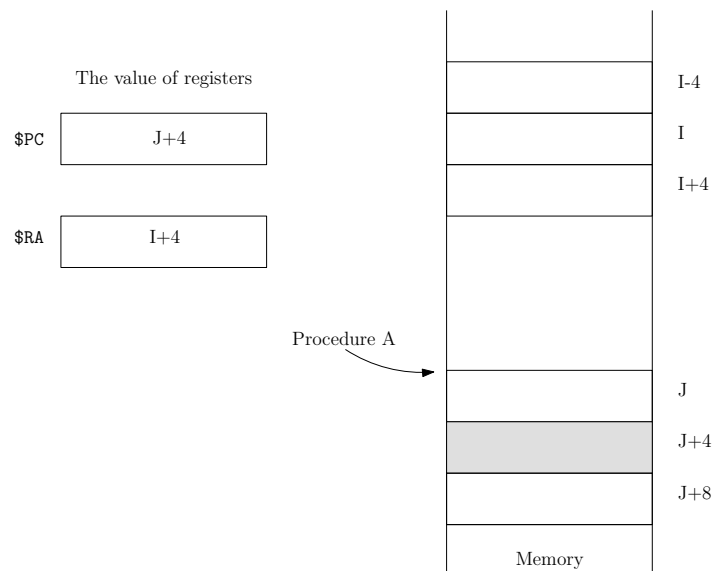 The value of registers
$PC
J+4
$RA
I+4
I-4
I
I+4
Procedure A
J
J+4
J+8
Memory